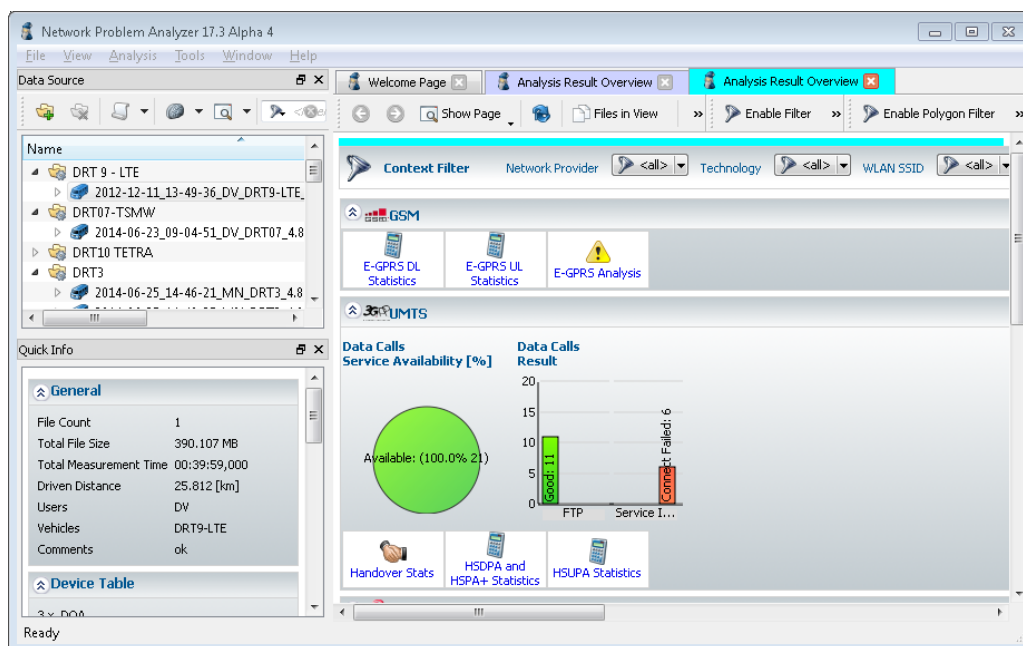 Network Problem Analyzer 17.3 Alpha 4
File View Analysis Tools Window Help
Data Source
Name
DRT 9 - LTE
2012-12-11_13-49-36_DV_DRT9-LTE_
DRT07-TSMW
2014-06-23_09-04-51_DV_DRT07_4.8
DRT10 TETRA
DRT3
2014-06-25_14-46-21_MN_DRT3_4.8
Quick Info
General
File Count 1
Total File Size 390.107 MB
Total Measurement Time 00:39:59,000
Driven Distance 25.812 [km]
Users DV
Vehicles DRT9-LTE
Comments ok
Device Table
Welcome Page
Analysis Result Overview
Analysis Result Overview
Show Page
Files in View
» Enable Filter » Enable Polygon Filter »
Context Filter Network Provider <all> Technology <all> WLAN SSID <all>
GSM
E-GPRS DL
Statistics
E-GPRS UL
Statistics
E-GPRS Analysis
3G UMTS
Data Calls
Service Availability [%]
Available: (100.0% 21)
Data Calls
Result
20
15
10
5
0
Good: 11
Connect Failed: 6
FTP
Service I...
Handover Stats
HSDPA and
HSPA+ Statistics
HSUPA Statistics
Ready